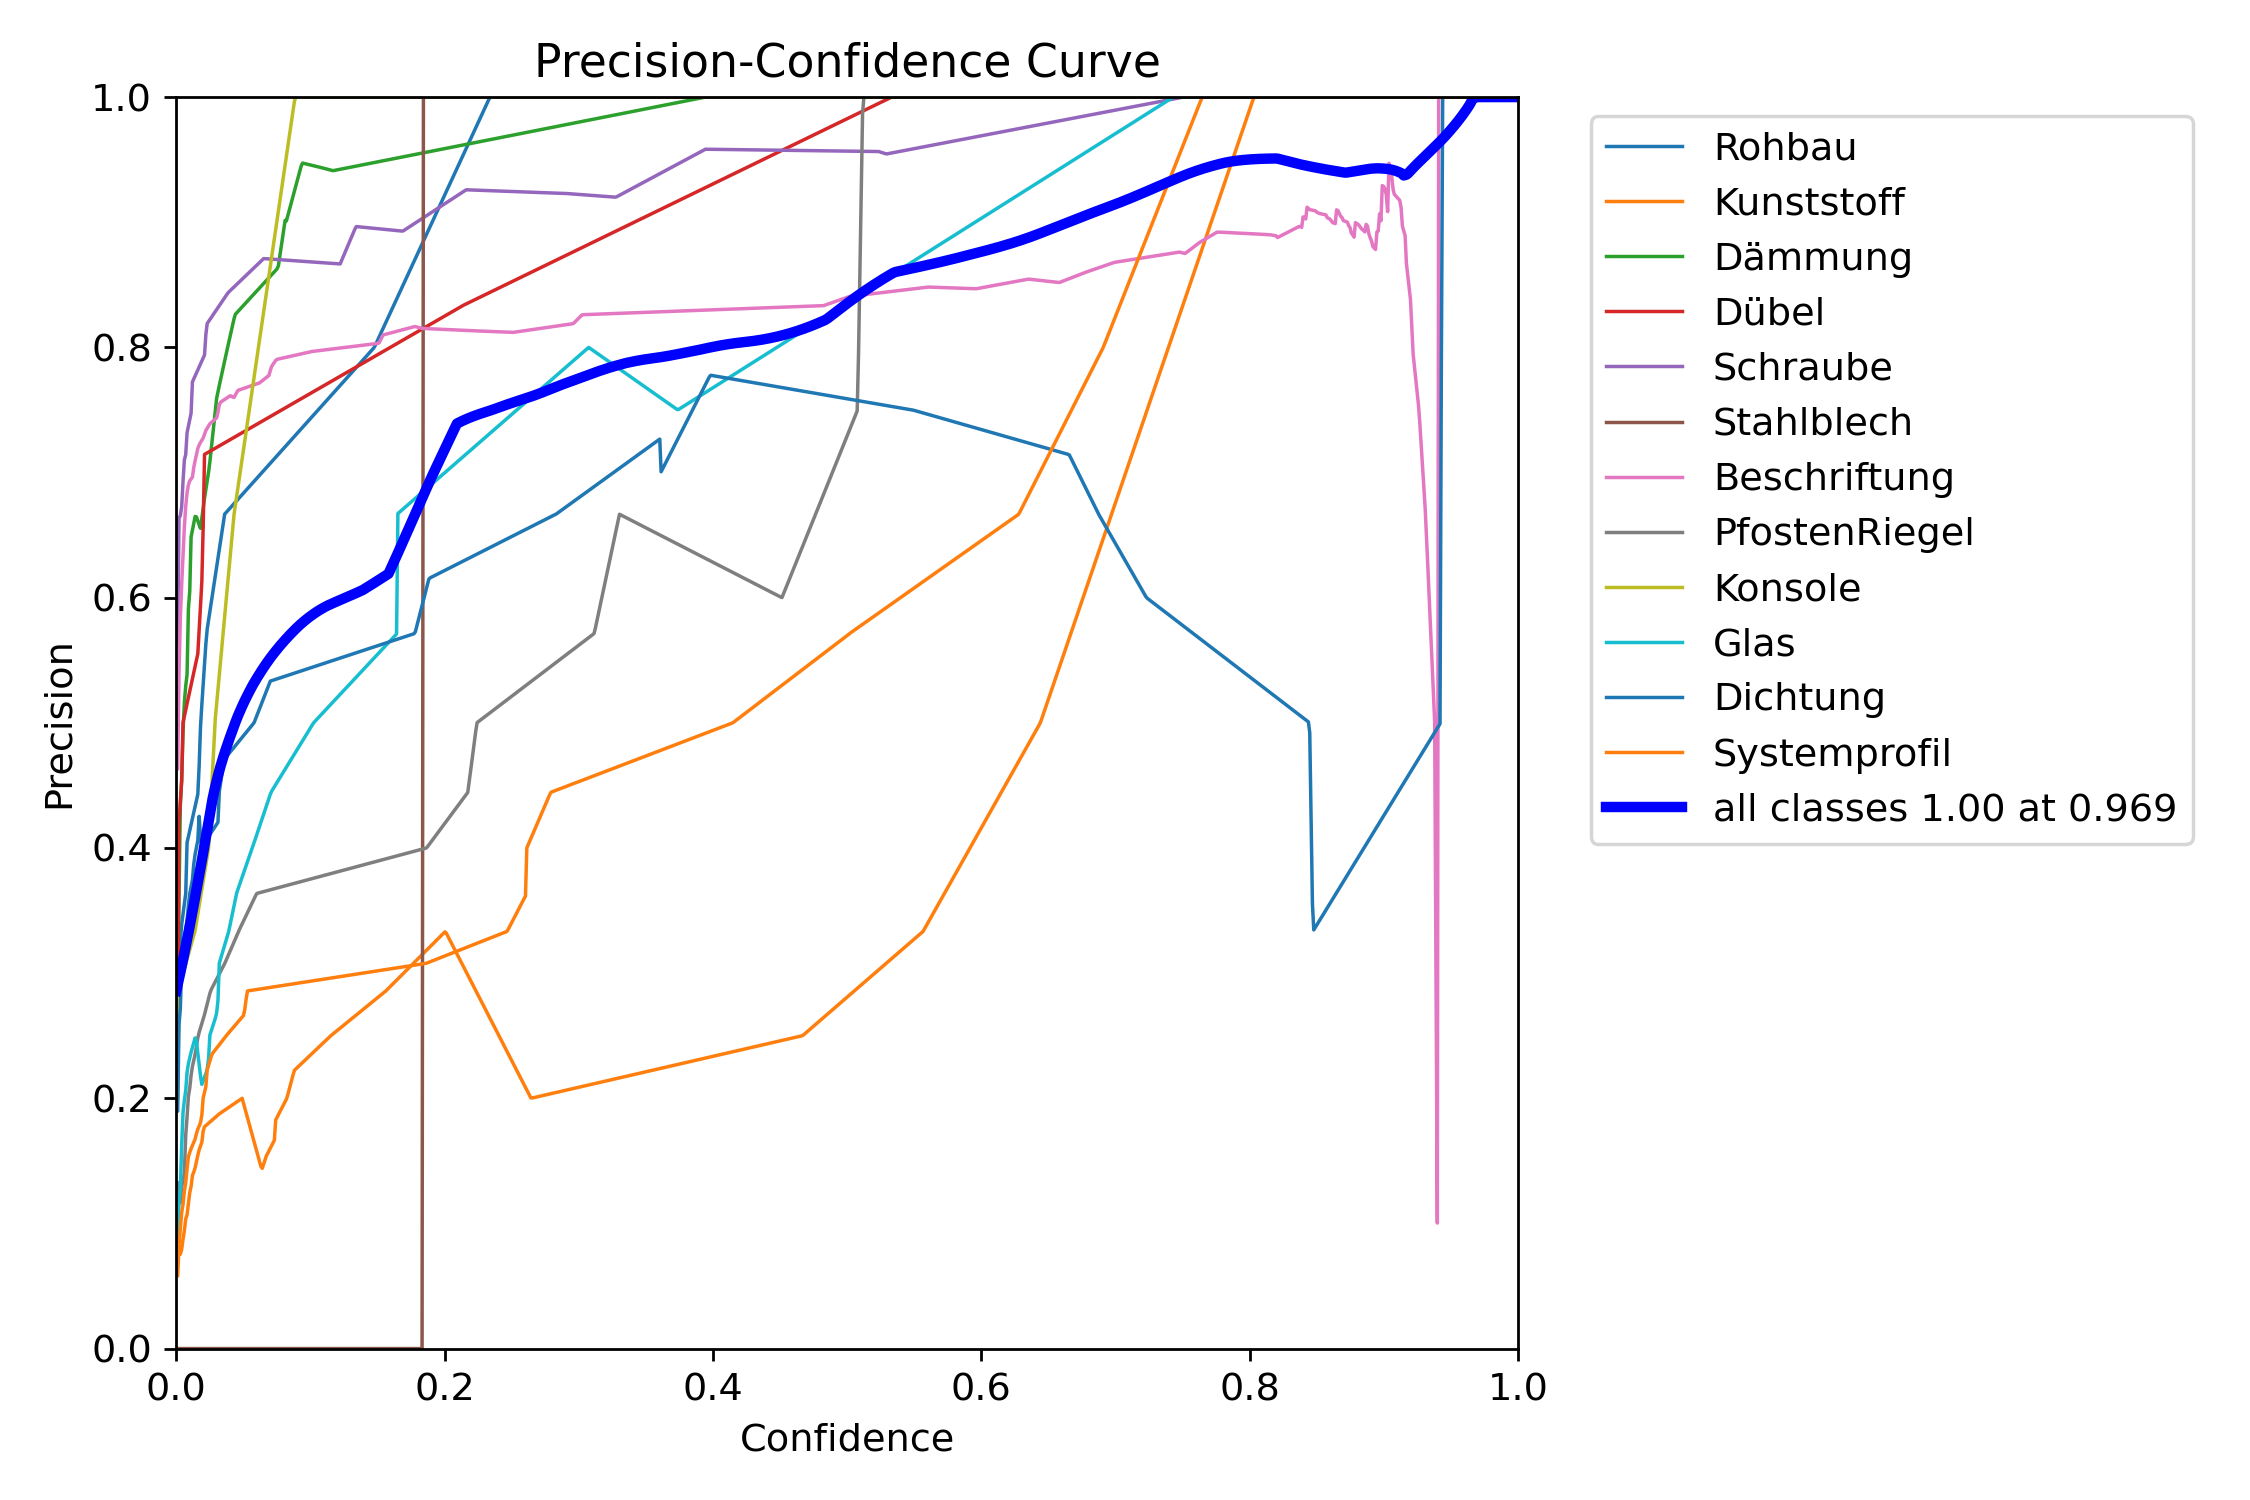 Precision-Confidence Curve
1.0
0.8
0.6
0.4
0.2
0.0
Precision
0.0 0.2 0.4 0.6 0.8 1.0
Confidence
Rohbau
Kunststoff
Dämmung
Dübel
Schraube
Stahlblech
Beschriftung
PfostenRiegel
Konsole
Glas
Dichtung
Systemprofil
all classes 1.00 at 0.969